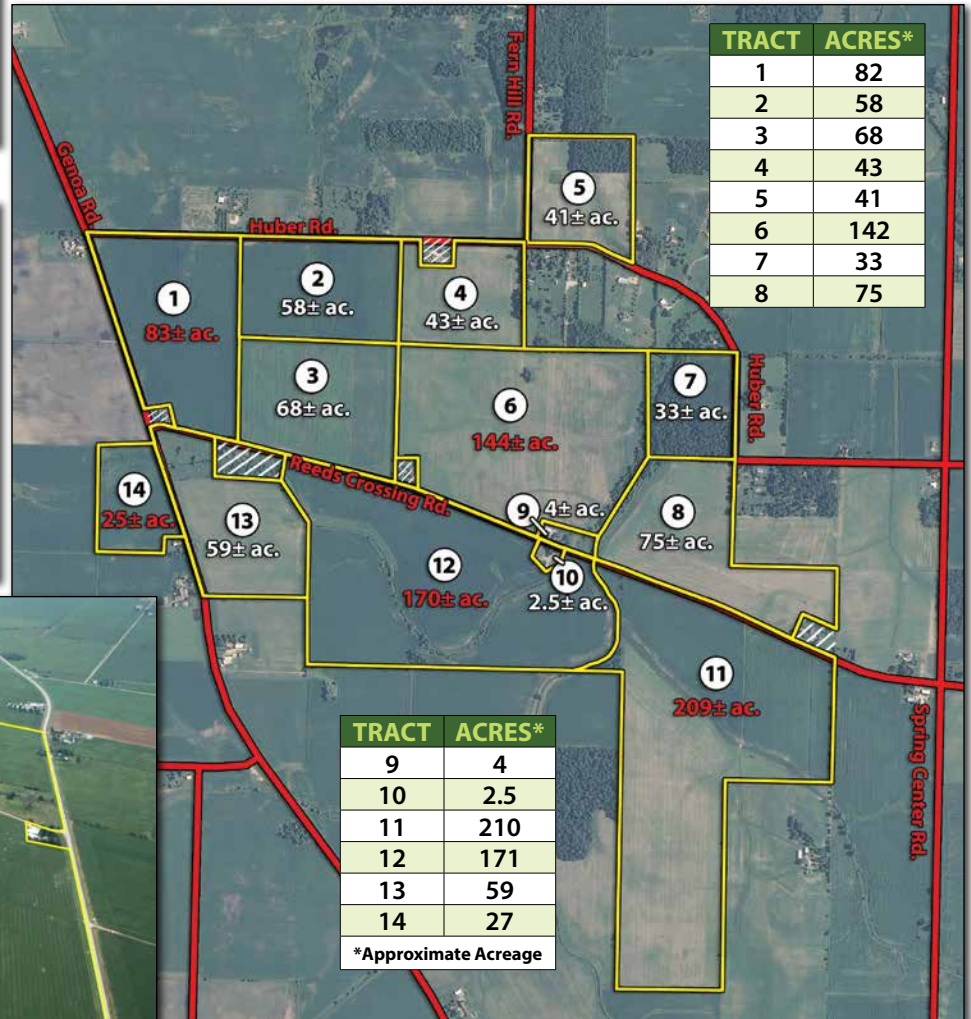 TRACT ACRES*
1 82
2 58
3 68
4 43
5 41
6 142
7 33
8 75
Fern Hill Rd.
Genoa Rd.
Huber Rd.
5
41± ac.
1
83± ac.
2
58± ac.
4
43± ac.
3
68± ac.
6
144± ac.
7
33± ac.
Huber Rd.
Reeds Crossing Rd.
14
25± ac.
13
59± ac.
9 4± ac.
8
75± ac.
12
170± ac.
10
2.5± ac.
11
209± ac.
Spring Center Rd.
TRACT ACRES*
9 4
10 2.5
11 210
12 171
13 59
14 27
*Approximate Acreage